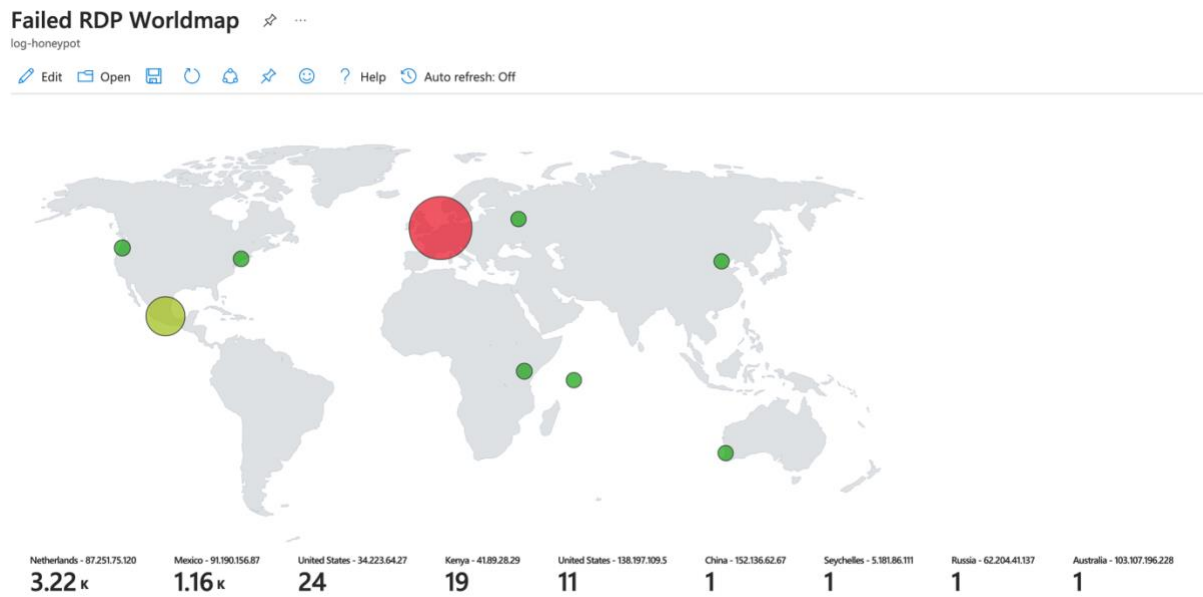 Failed RDP Worldmap ...
log-honeypot
Edit Open Help Auto refresh: Off
Netherlands - 87.251.75.120 Mexico - 91.190.156.87 United States - 34.223.64.27 Kenya - 41.89.28.29 United States - 138.197.109.5 China - 152.136.62.67 Seychelles - 5.181.86.111 Russia - 62.204.41.137 Australia - 103.107.196.228
3.22 K 1.16 K 24 19 11 1 1 1 1